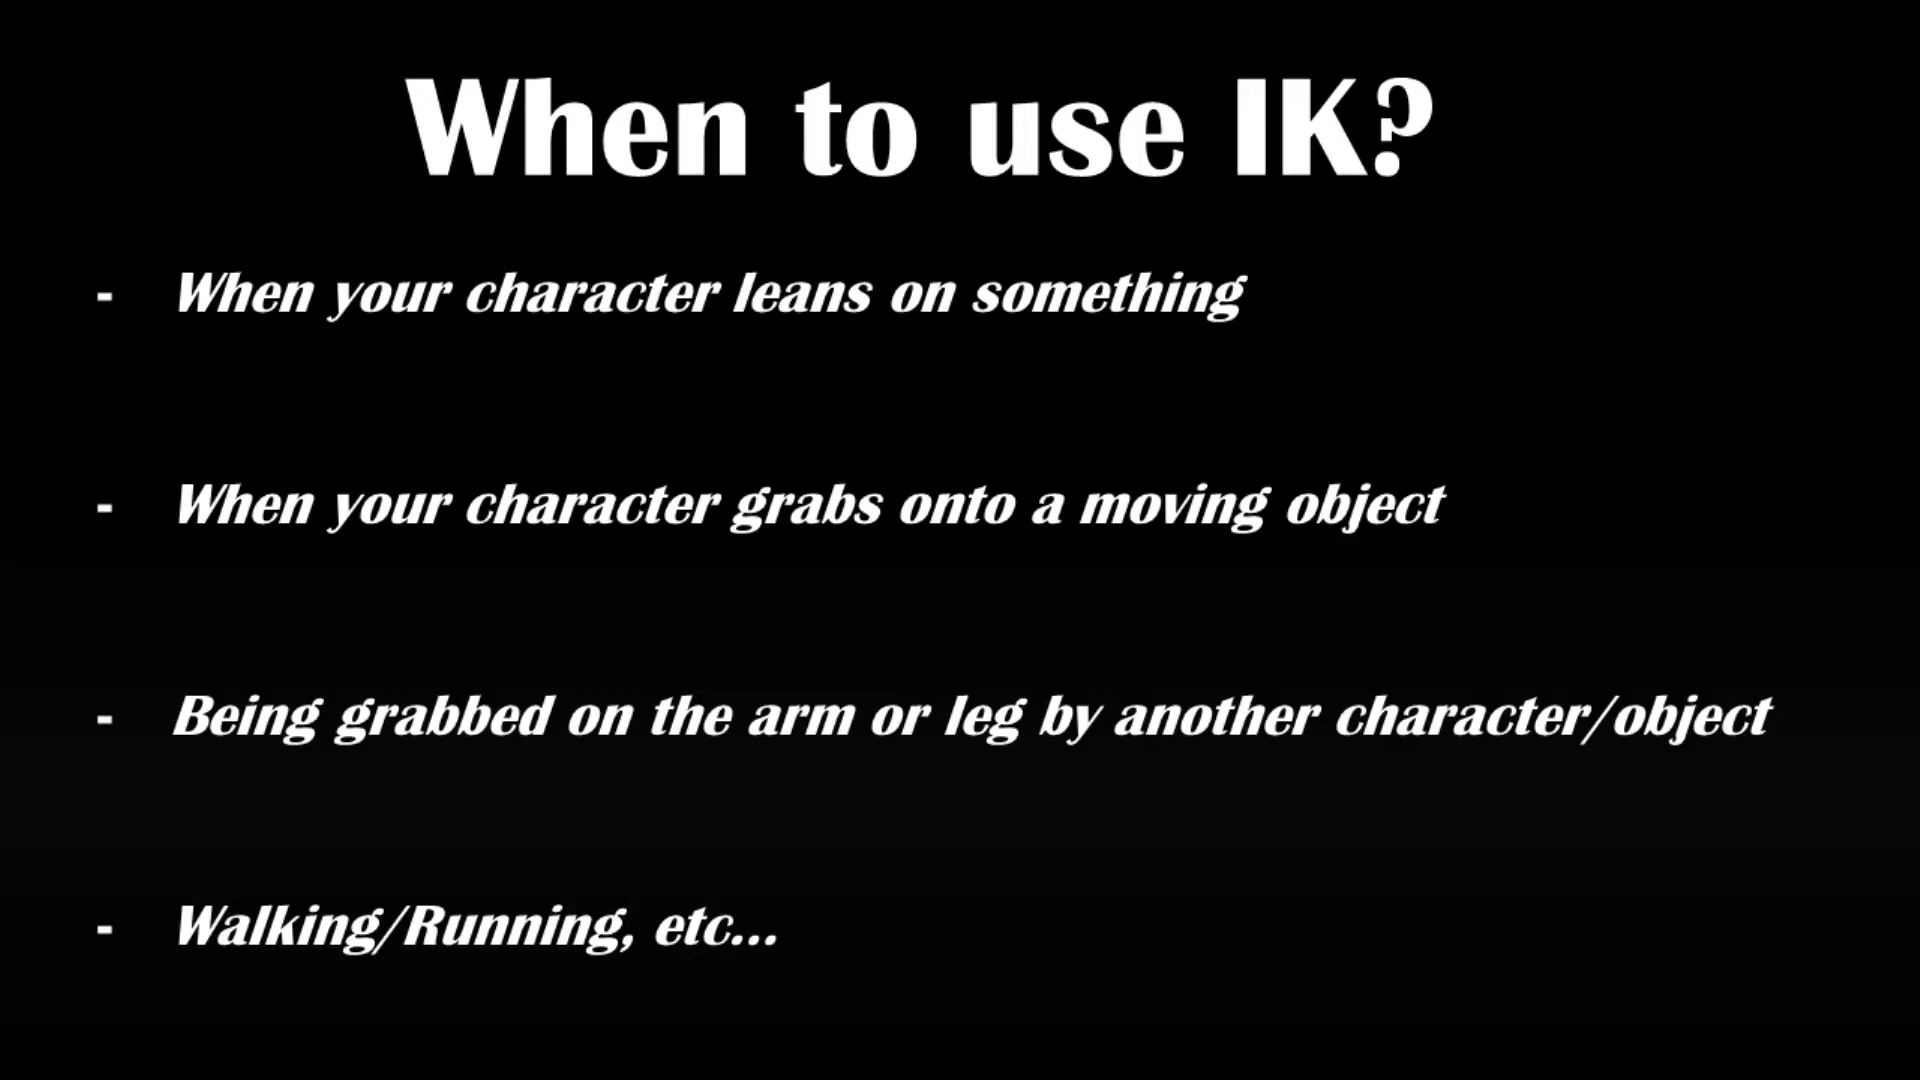 When to use IK?
- When your character leans on something
- When your character grabs onto a moving object
- Being grabbed on the arm or leg by another character/object
- Walking/Running, etc...